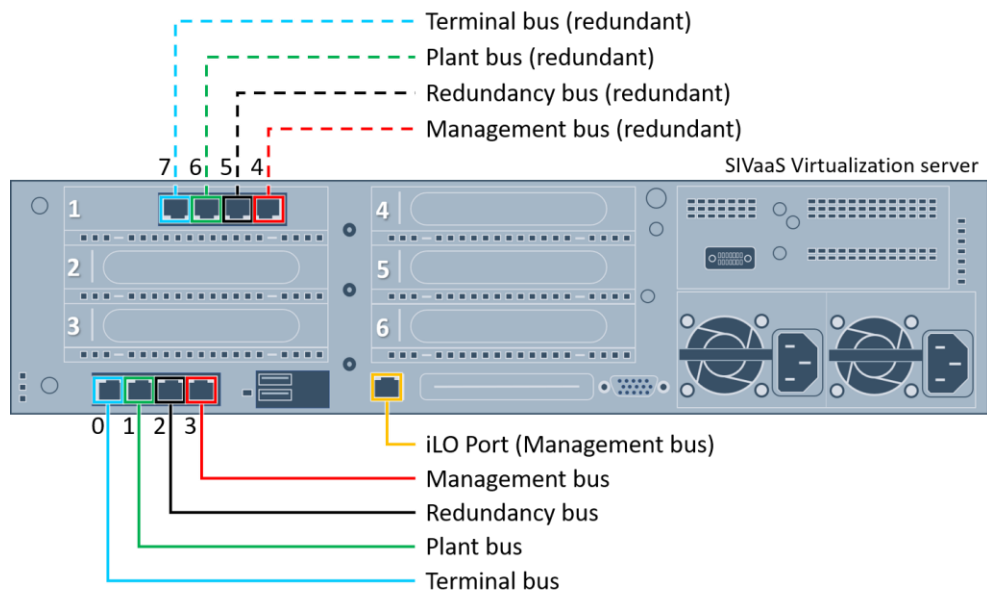 Terminal bus (redundant)
Plant bus (redundant)
Redundancy bus (redundant)
Management bus (redundant)
7 6 5 4
SIVaaS Virtualization server
1
4
2
5
3
6
0 1 2 3
iLO Port (Management bus)
Management bus
Redundancy bus
Plant bus
Terminal bus